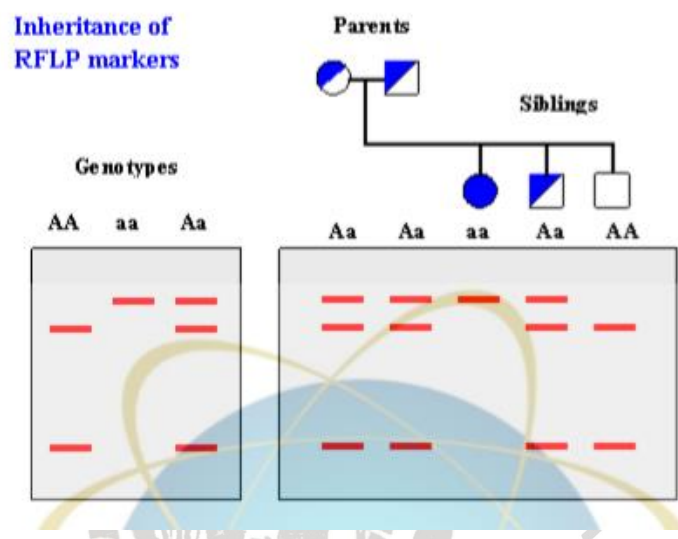 Inheritance of
RFLP markers
Parents
Siblings
Genotypes
AA aa Aa
Aa Aa aa Aa AA